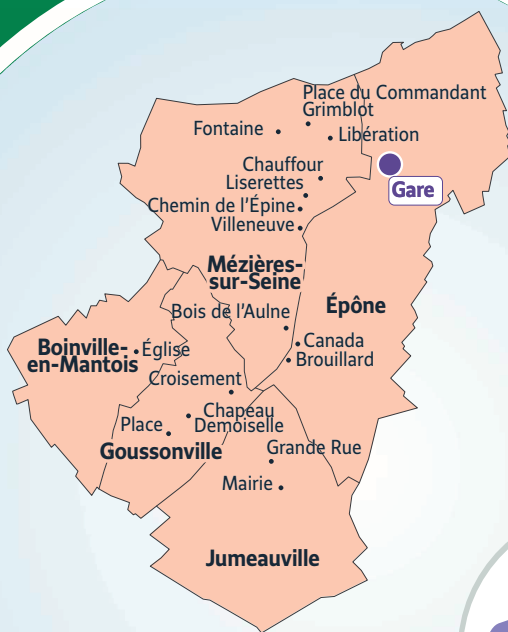 Place du Commandant
Grimblot
Fontaine
Libération
Chauffour
Gare
Liserettes
Chemin de l'Épine
Villeneuve
Mézières-
sur-Seine
Épône
Bois de l'Aulne
Canada
Boinville-
en-Mantois
Église
Brouillard
Croisement
Chapeau
Demoiselle
Place
Goussonville
Grande Rue
Mairie
Jumeauville